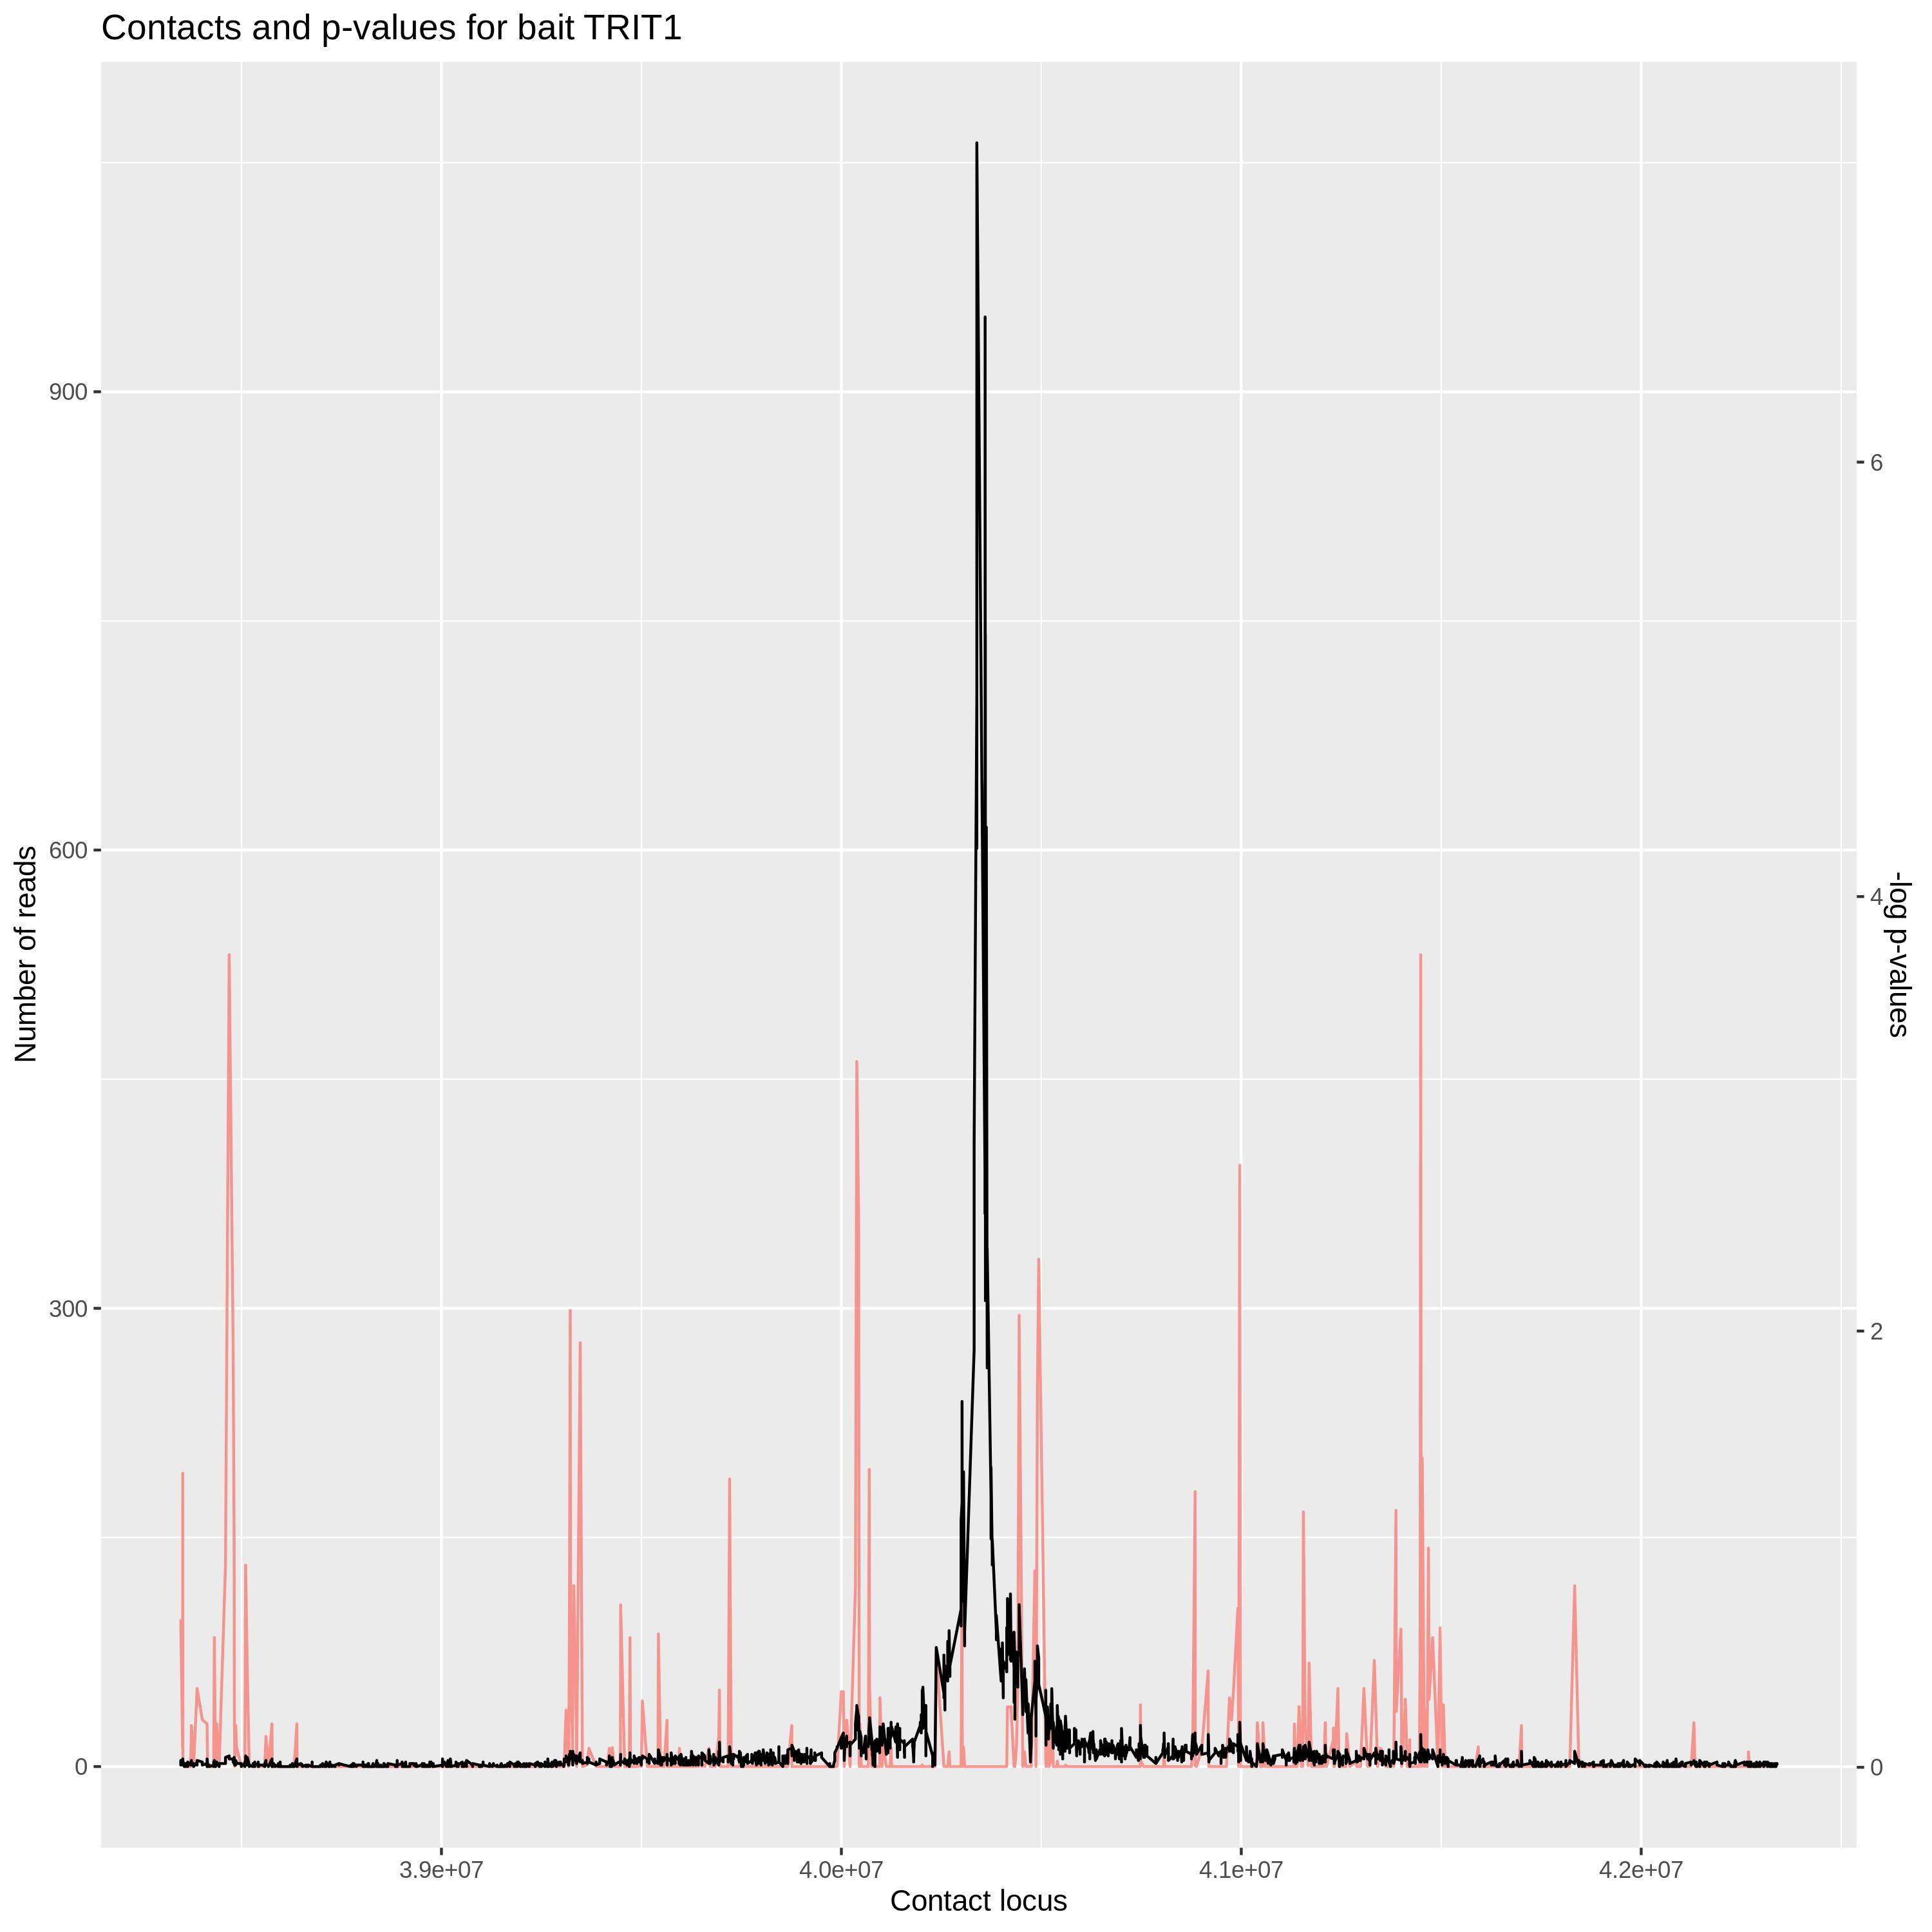 Contacts and p-values for bait TRIT1
900
600
300
0
Number of reads
6
4
2
0
-log p-values
3.9e+07
4.0e+07
4.1e+07
4.2e+07
Contact locus